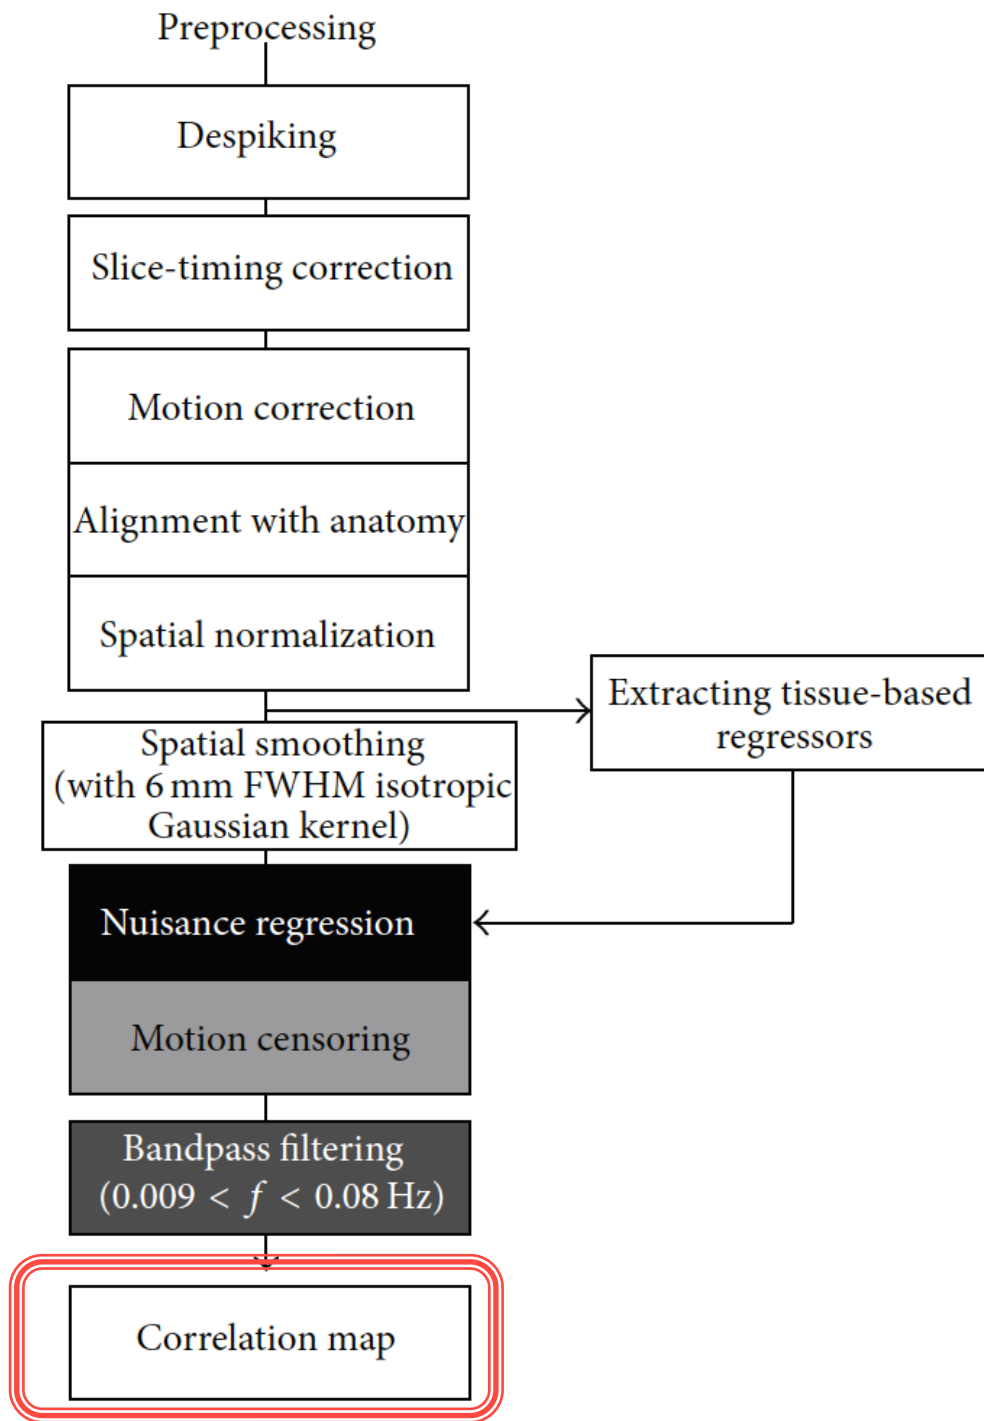 Preprocessing
Despiking
Slice-timing correction
Motion correction
Alignment with anatomy
Spatial normalization
Extracting tissue-based
regressors
Spatial smoothing
(with 6 mm FWHM isotropic
Gaussian kernel)
Nuisance regression
Motion censoring
Bandpass filtering
(0.009 < f < 0.08 Hz)
Correlation map